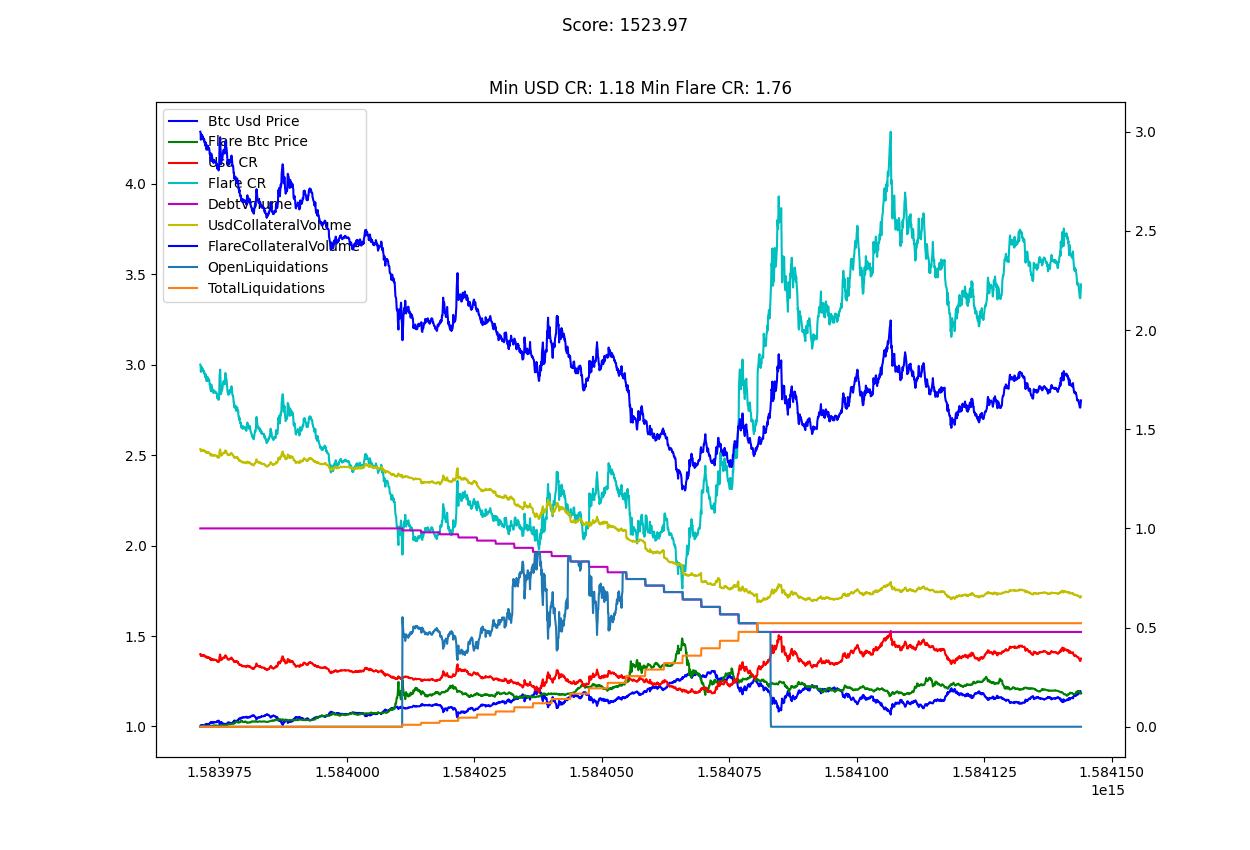 Score: 1523.97
Min USD CR: 1.18 Min Flare CR: 1.76
Btc Usd Price
Flare Btc Price
Usd CR
Flare CR
DebtVolume
UsdCollateralVolume
FlareCollateralVolume
OpenLiquidations
TotalLiquidations
4.0
3.5
3.0
2.5
2.0
1.5
1.0
3.0
2.5
2.0
1.5
1.0
0.5
0.0
1.583975 1.584000 1.584025 1.584050 1.584075 1.584100 1.584125 1.584150
1e15